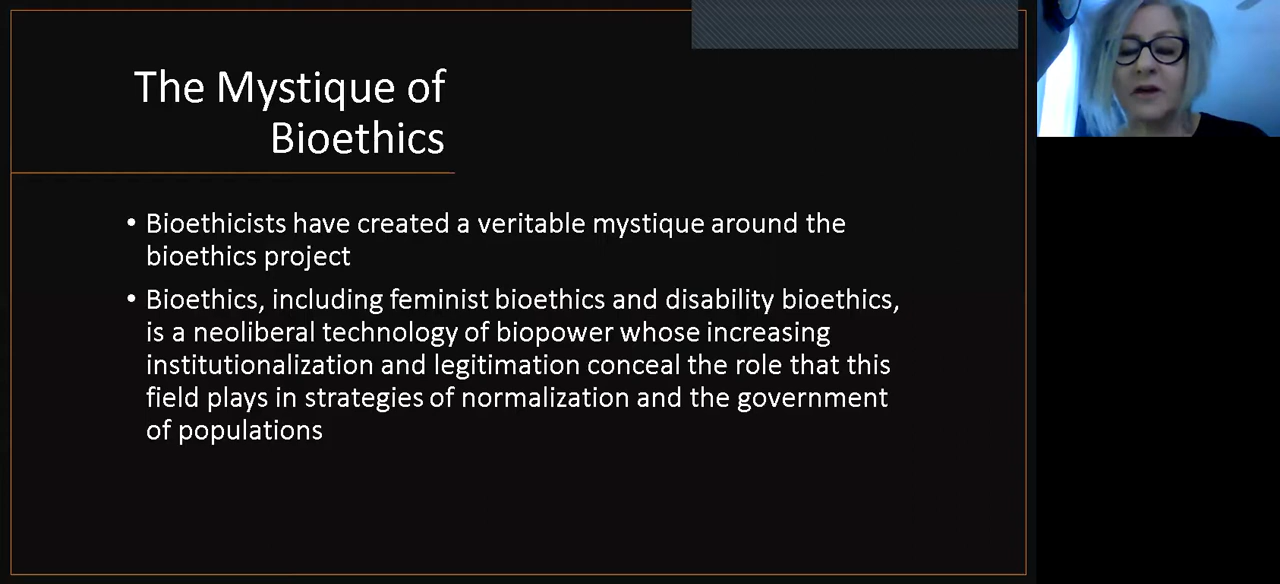 The Mystique of
Bioethics
• Bioethicists have created a veritable mystique around the
bioethics project
• Bioethics, including feminist bioethics and disability bioethics,
is a neoliberal technology of biopower whose increasing
institutionalization and legitimation conceal the role that this
field plays in strategies of normalization and the government
of populations